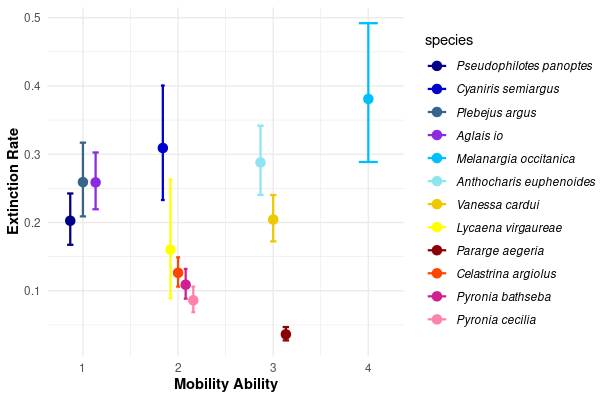 0.5
0.4
0.3
0.2
0.1
Extinction Rate
1 2 3 4
Mobility Ability
species
Pseudophilotes panoptes
Cyaniris semiargus
Plebejus argus
Aglais io
Melanargia occitanica
Anthocharis euphenoides
Vanessa cardui
Lycaena virgaureae
Pararge aegeria
Celastrina argiolus
Pyronia bathseba
Pyronia cecilia